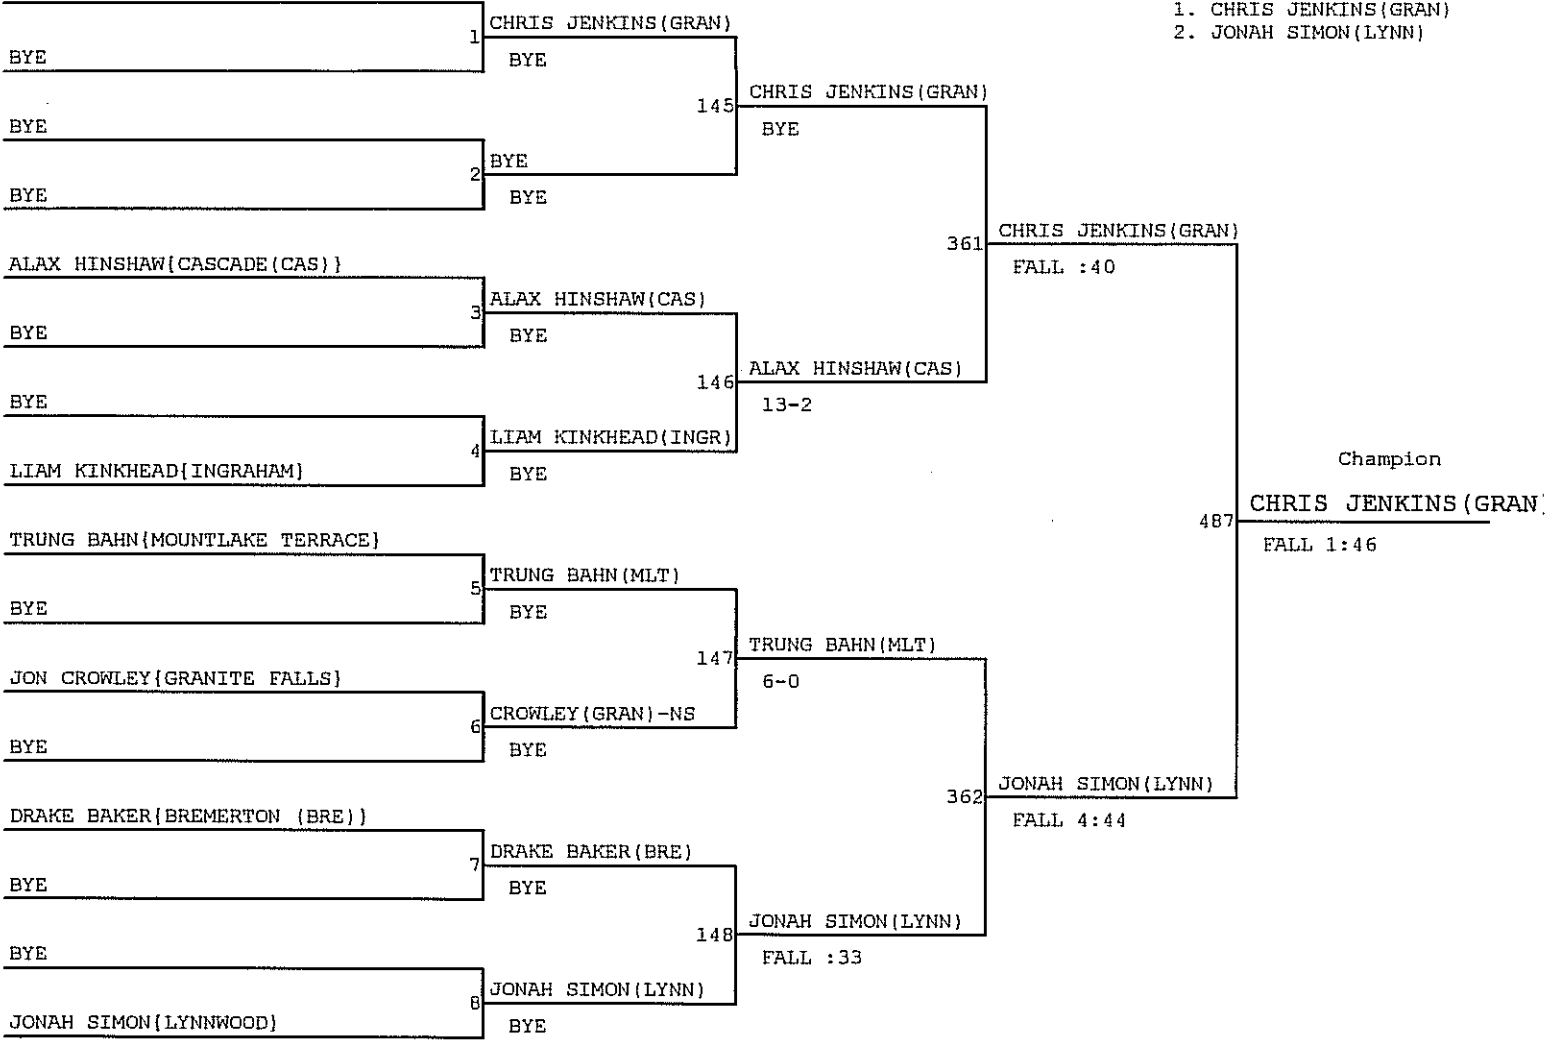 1. CHRIS JENKINS(GRAN)
2. JONAH SIMON(LYNN)
CHRIS JENKINS(GRAN)
1
BYE
BYE
CHRIS JENKINS(GRAN)
145
BYE
BYE
BYE
2
BYE
BYE
CHRIS JENKINS(GRAN)
361
FALL :40
ALAX HINSHAW{CASCADE(CAS)}
ALAX HINSHAW(CAS)
3
BYE
BYE
ALAX HINSHAW(CAS)
146
13-2
BYE
LIAM KINKHEAD(INGR)
4
LIAM KINKHEAD{INGRAHAM}
BYE
Champion
CHRIS JENKINS(GRAN)
487
FALL 1:46
TRUNG BAHN{MOUNTLAKE TERRACE}
TRUNG BAHN(MLT)
5
BYE
BYE
TRUNG BAHN(MLT)
147
6-0
JON CROWLEY{GRANITE FALLS}
CROWLEY(GRAN)-NS
6
BYE
BYE
JONAH SIMON(LYNN)
362
FALL 4:44
DRAKE BAKER{BREMERTON (BRE)}
DRAKE BAKER(BRE)
7
BYE
BYE
JONAH SIMON(LYNN)
148
FALL :33
BYE
JONAH SIMON(LYNN)
8
JONAH SIMON{LYNNWOOD}
BYE